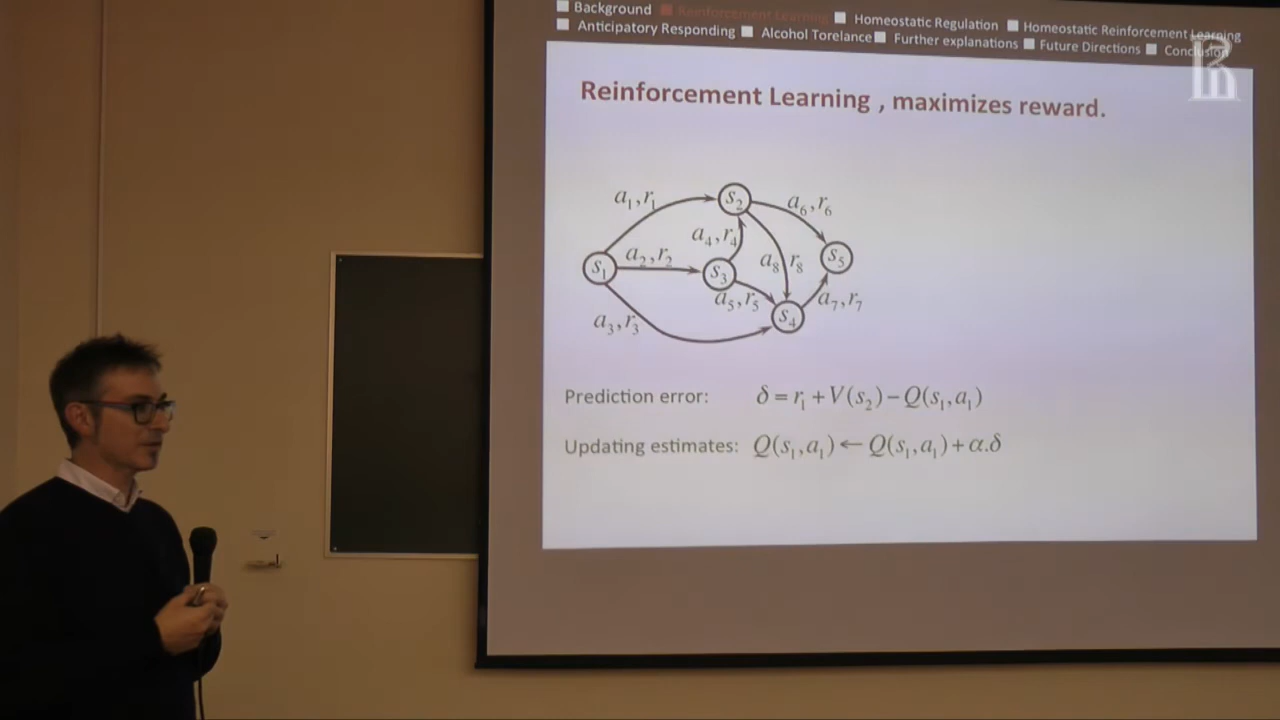 Background Reinforcement Learning Homeostatic Regulation Homeostatic Reinforcement Learning
Anticipatory Responding Alcohol Torelance Further explanations Future Directions Conclusion
Reinforcement Learning , maximizes reward.
a₁,r₁
s₂
a₆,r₆
a₄,r₄
s₁
a₂,r₂
s₃
a₈ r₈
s₅
a₅,r₅
a₃,r₃
s₄
a₇,r₇
Prediction error: δ = r₁ + V(s₂) − Q(s₁,a₁)
Updating estimates: Q(s₁,a₁) ← Q(s₁,a₁) + α.δ